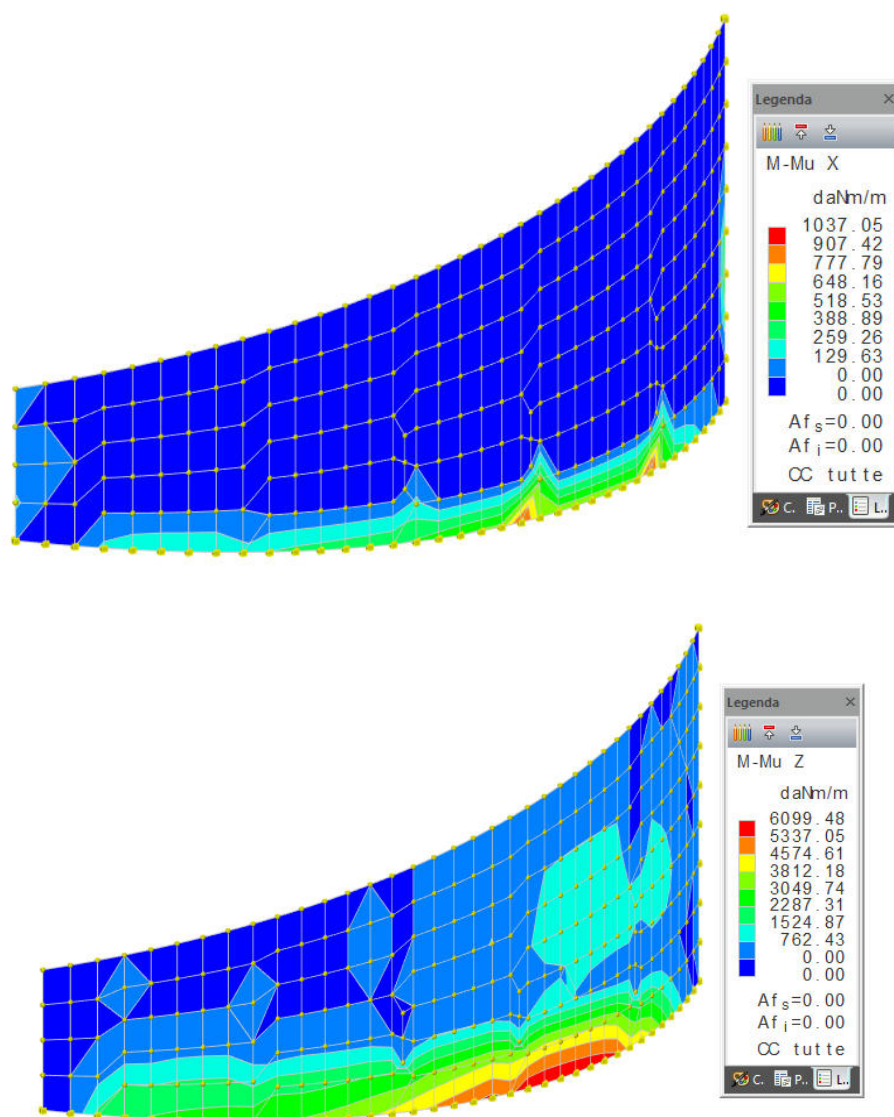 Legenda
M-Mu X
daNm/m
1037.05
907.42
777.79
648.16
518.53
388.89
259.26
129.63
0.00
0.00
Afs=0.00
Afi=0.00
CC tutte
C. P.. L..
Legenda
M-Mu Z
daNm/m
6099.48
5337.05
4574.61
3812.18
3049.74
2287.31
1524.87
762.43
0.00
0.00
Afs=0.00
Afi=0.00
CC tutte
C. P.. L..